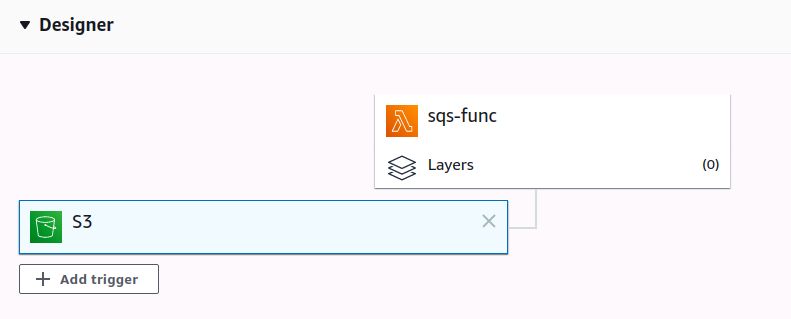 Designer
sqs-func
Layers (0)
S3
Add trigger